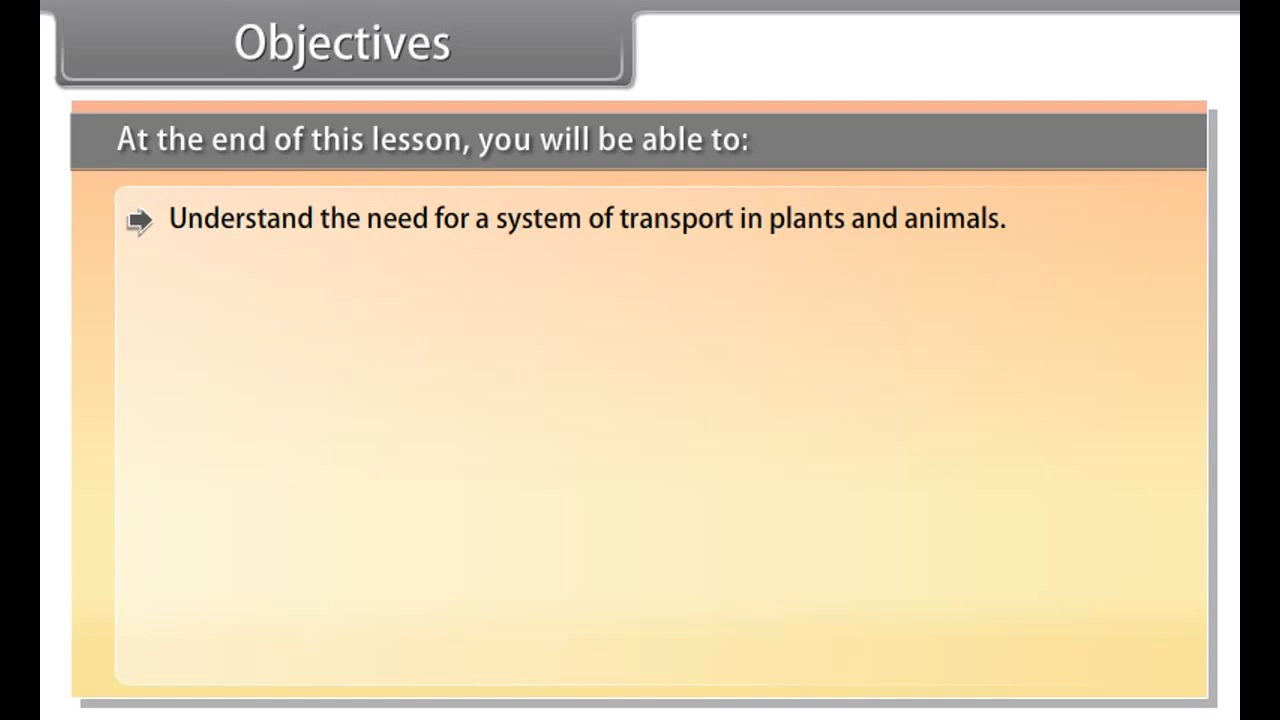 Objectives
At the end of this lesson, you will be able to:
Understand the need for a system of transport in plants and animals.